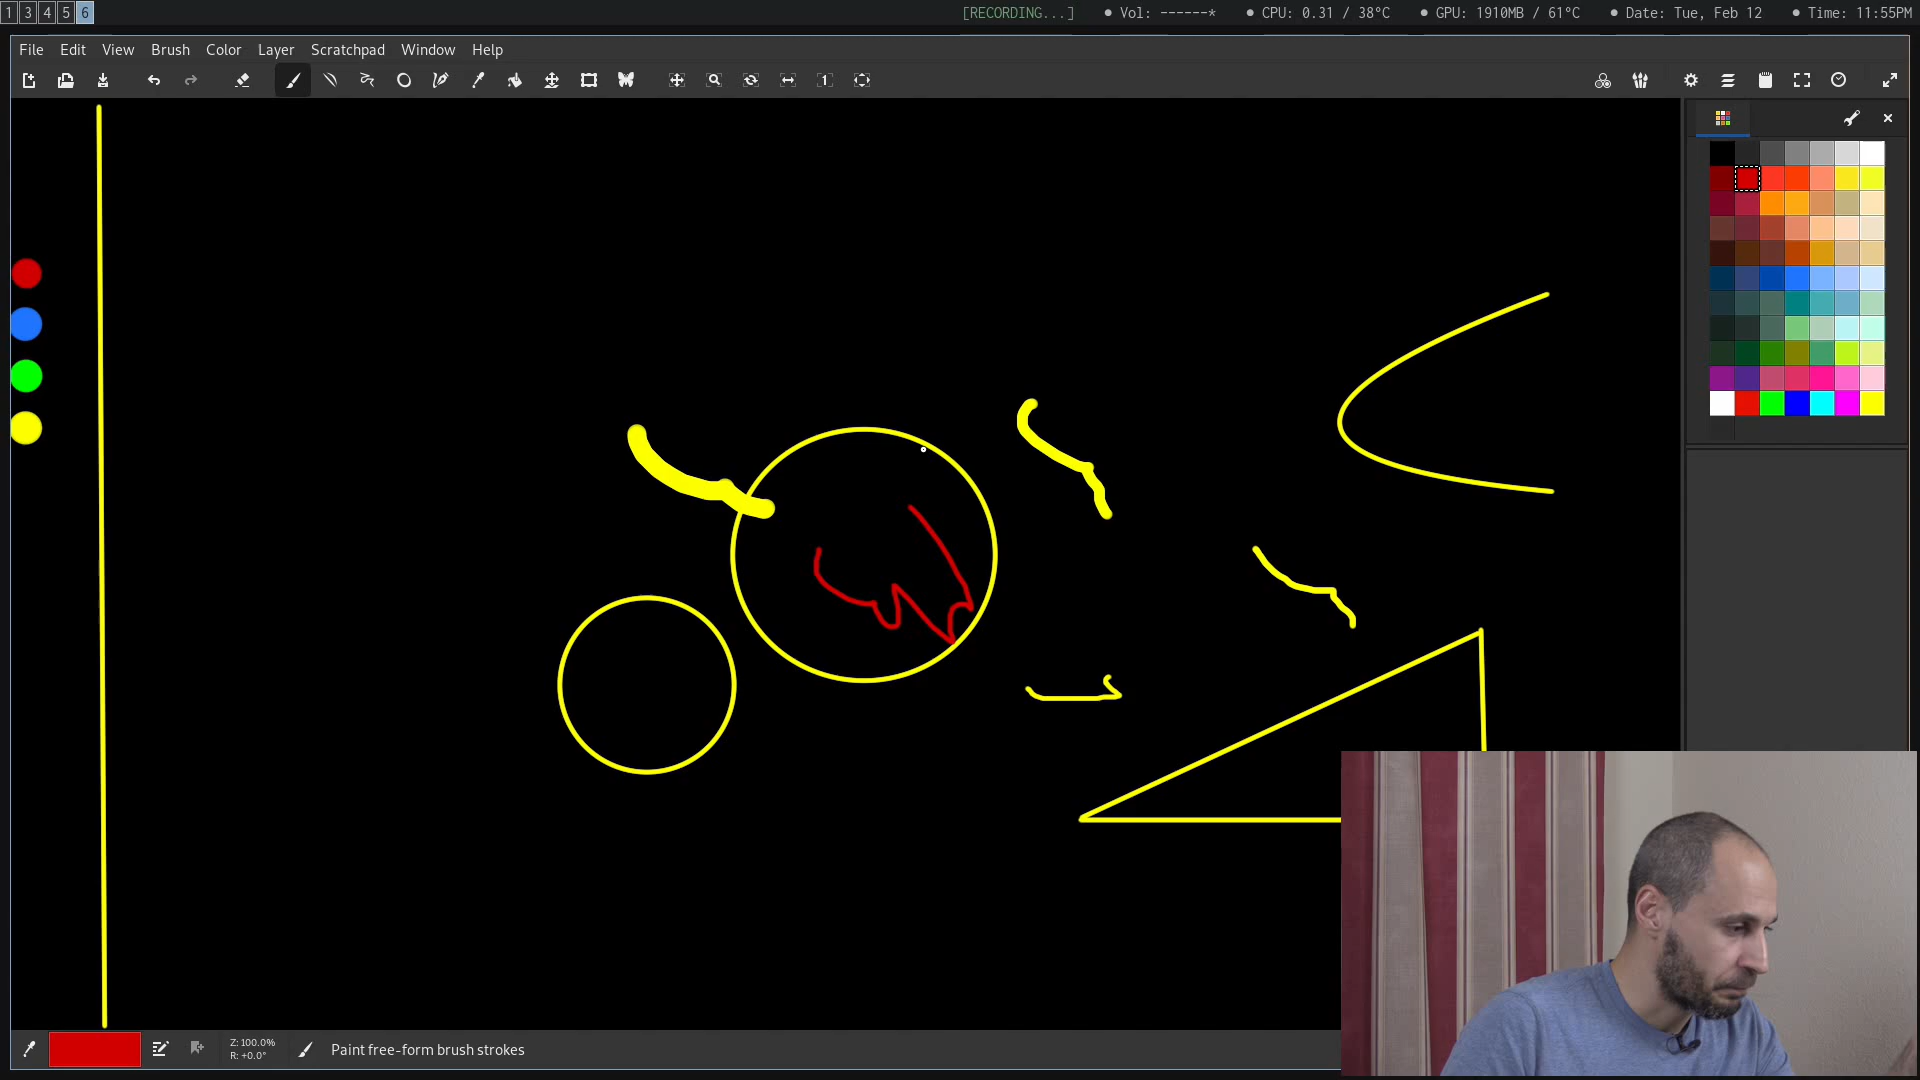 1 3 4 5 6 [RECORDING...] • Vol: ------* • CPU: 0.31 / 38°C • GPU: 1910MB / 61°C • Date: Tue, Feb 12 • Time: 11:55PM
File Edit View Brush Color Layer Scratchpad Window Help
1
Z: 100.0%
R: +0.0°
Paint free-form brush strokes